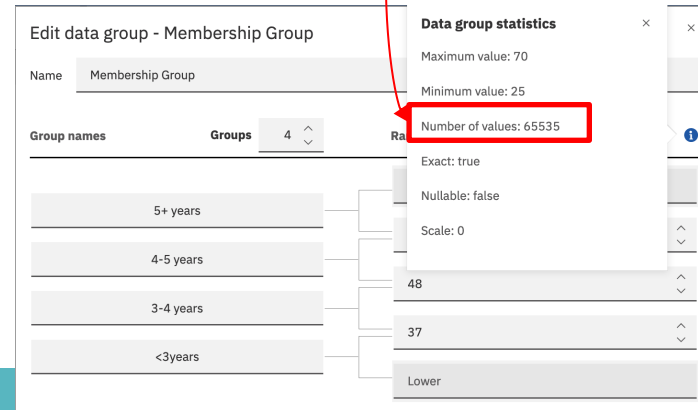 Edit data group - Membership Group
Name Membership Group
Group names Groups 4
5+ years
4-5 years
3-4 years
<3years
Data group statistics
Maximum value: 70
Minimum value: 25
Number of values: 65535
Exact: true
Nullable: false
Scale: 0
48
37
Lower